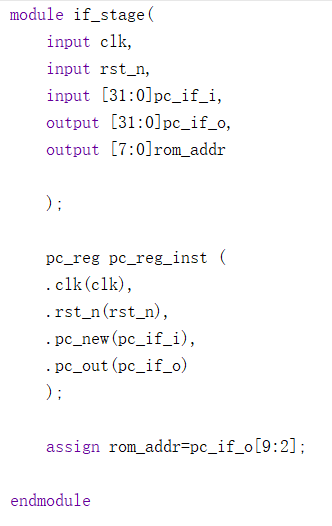 module if_stage(
input clk,
input rst_n,
input [31:0]pc_if_i,
output [31:0]pc_if_o,
output [7:0]rom_addr
);
pc_reg pc_reg_inst (
.clk(clk),
.rst_n(rst_n),
.pc_new(pc_if_i),
.pc_out(pc_if_o)
);
assign rom_addr=pc_if_o[9:2];
endmodule